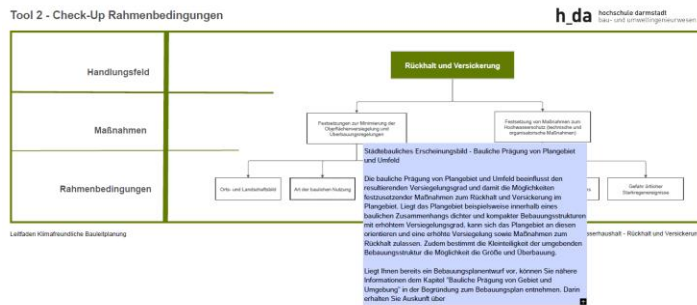 Tool 2 - Check-Up Rahmenbedingungen
h_da
hochschule darmstadt
bau- und umweltingenieurwesen
Handlungsfeld
Rückhalt und Versickerung
Maßnahmen
Festsetzungen zur Minimierung der
Oberflächenversiegelung und
Überbauungsregelungen
Festsetzung von Maßnahmen zum
Hochwasserschutz (technische und
organisatorische Maßnahmen)
Rahmenbedingungen
Orts- und Landschaftsbild
Art der baulichen Nutzung
Gefahr örtlicher
Starkregenereignisse
Städtebauliches Erscheinungsbild - Bauliche Prägung von Plangebiet
und Umfeld
Die bauliche Prägung von Plangebiet und Umfeld beeinflusst den
resultierenden Versiegelungsgrad und damit die Möglichkeiten
festzusetzender Maßnahmen zum Rückhalt und Versickerung im
Plangebiet. Liegt das Plangebiet beispielsweise innerhalb eines
baulichen Zusammenhangs dichter und kompakter Bebauungsstrukturen
mit erhöhtem Versiegelungsgrad, kann sich das Plangebiet an diesen
orientieren und eine erhöhte Versiegelung sowie Maßnahmen zum
Rückhalt zulassen. Zudem bestimmt die Kleinteiligkeit der umgebenden
Bebauungsstruktur die Möglichkeit die Größe und Überbauung.
Liegt Ihnen bereits ein Bebauungsplanentwurf vor, können Sie nähere
Informationen dem Kapitel "Bauliche Prägung von Gebiet und
Umgebung" in der Begründung zum Bebauungsplan entnehmen. Darin
erhalten Sie Auskunft über
Leitfaden Klimafreundliche Bauleitplanung
serhaushalt - Rückhalt und Versickerung